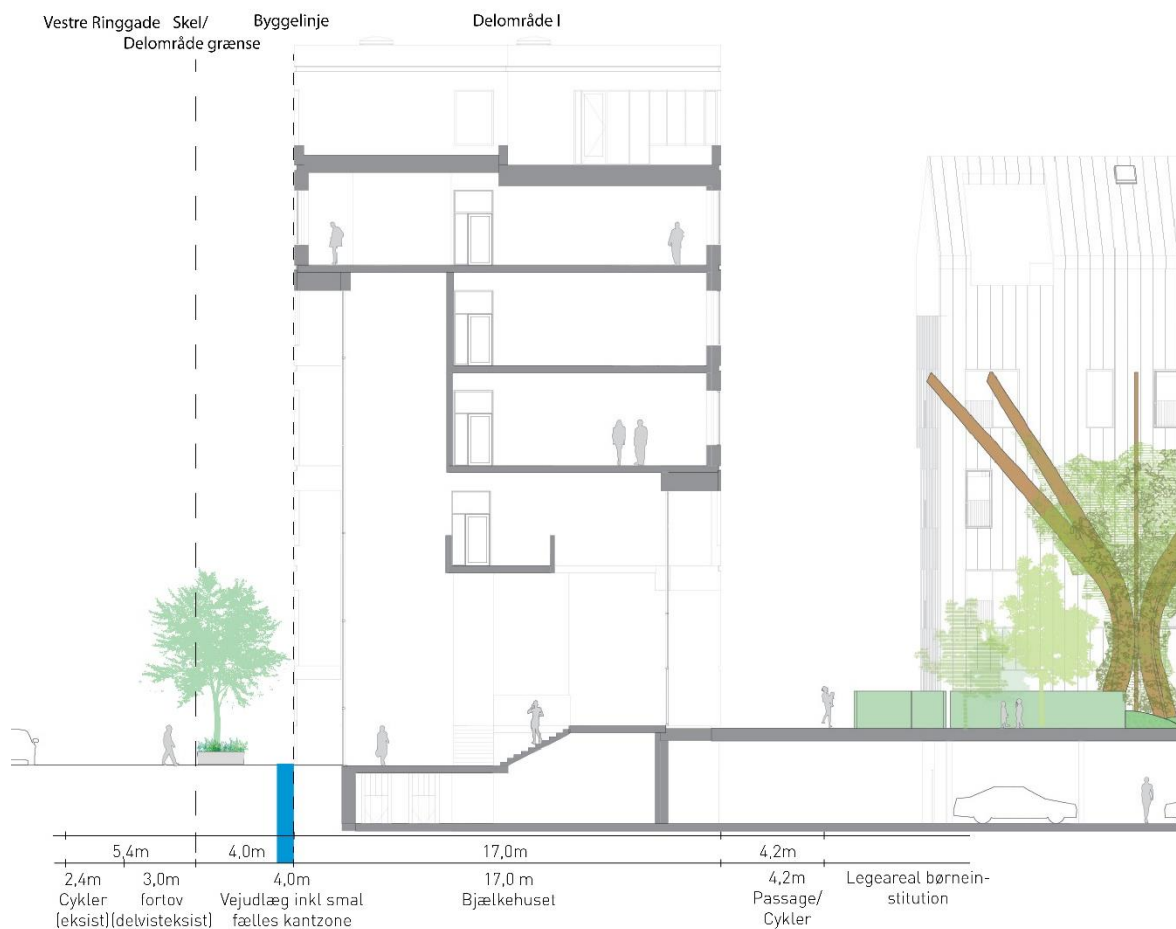 Vestre Ringgade Skel/ Byggelinje Delområde I
Delområde grænse
5,4m 4,0m 17,0m 4,2m
2,4m 3,0m 4,0m 17,0 m 4,2m Legeareal børnein-
Cykler fortov Vejudlæg inkl smal Bjælkehuset Passage/ stitution
(eksist) (delvisteksist) fælles kantzone Cykler